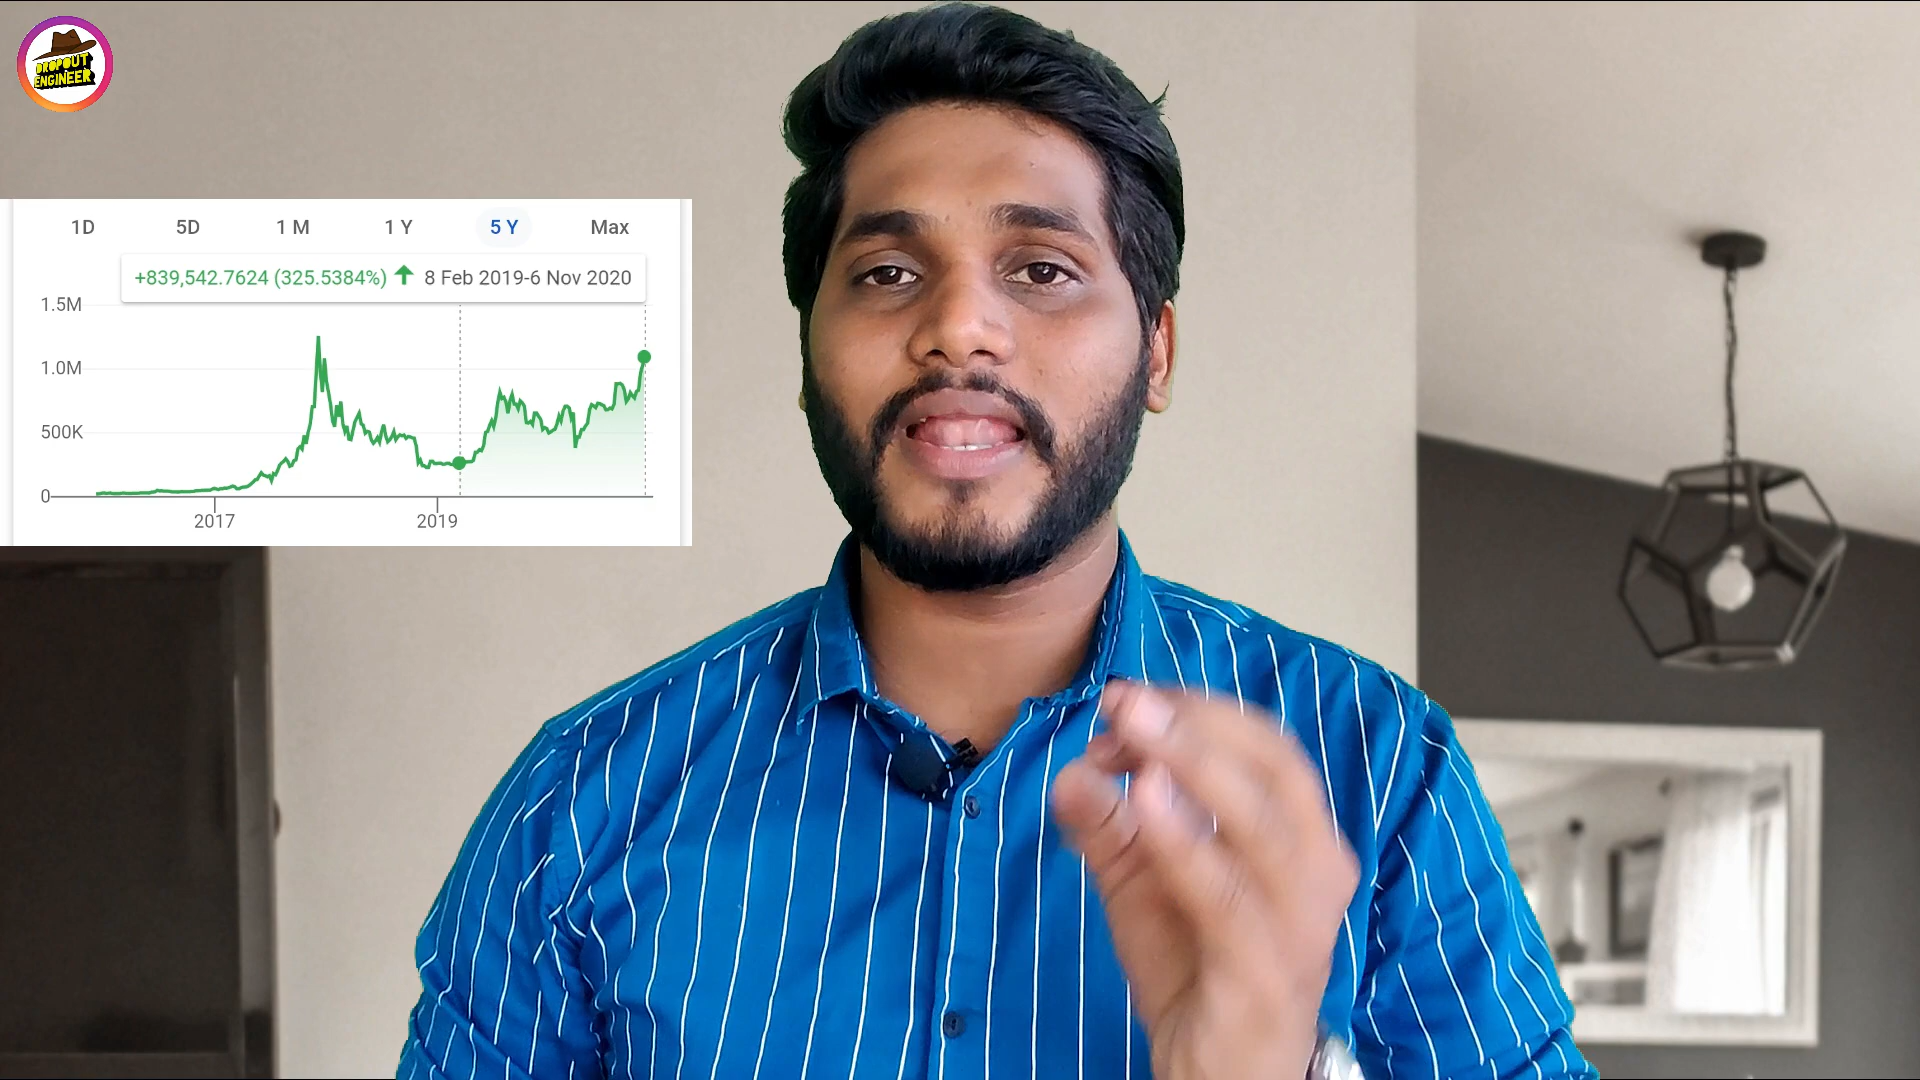 DROPOUT
ENGINEER
1D 5D 1 M 1 Y 5 Y Max
+839,542.7624 (325.5384%) 8 Feb 2019-6 Nov 2020
1.5M
1.0M
500K
0
2017 2019